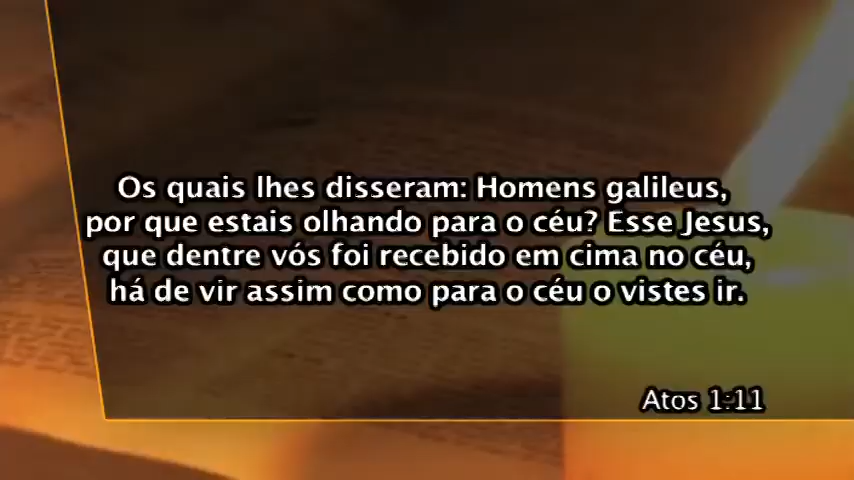 Os quais lhes disseram: Homens galileus,
por que estais olhando para o céu? Esse Jesus,
que dentre vós foi recebido em cima no céu,
há de vir assim como para o céu o vistes ir.
Atos 1:11